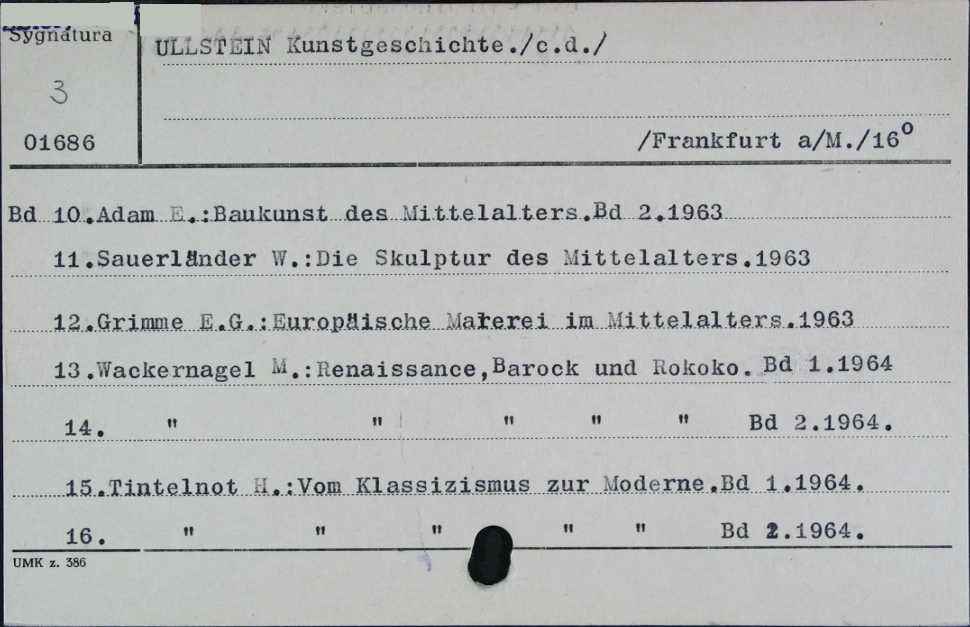 Sygnatura
ULLSTEIN Kunstgeschichte./c.d./
3
01686
/Frankfurt a/M./16°
Bd 10.Adam E.:Baukunst des Mittelalters.Bd 2.1963
11.Sauerländer W.:Die Skulptur des Mittelalters.1963
12.Grimme E.G.:Europäische Malerei im Mittelalters.1963
13.Wackernagel M.:Renaissance,Barock und Rokoko. Bd 1.1964
14. " " " " " Bd 2.1964.
15.Tintelnot H.:Vom Klassizismus zur Moderne.Bd 1.1964.
16. " " " " " Bd 2.1964.
UMK z. 386